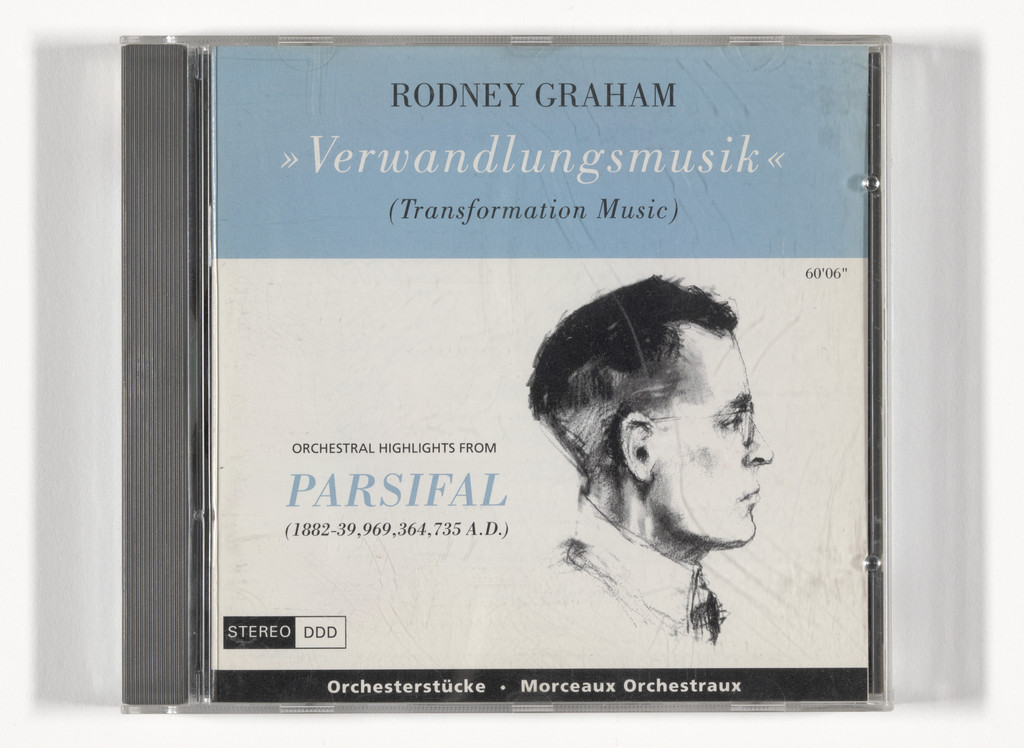 RODNEY GRAHAM
»Verwandlungsmusik«
(Transformation Music)
60'06"
ORCHESTRAL HIGHLIGHTS FROM
PARSIFAL
(1882-39,969,364,735 A.D.)
STEREO DDD
Orchesterstücke · Morceaux Orchestraux